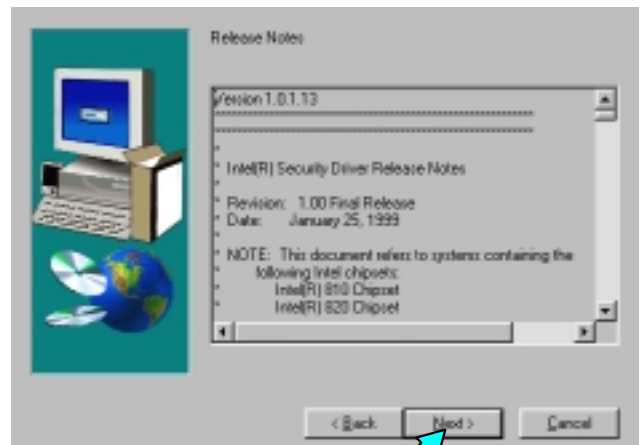 Release Notes
Version 1.0.1.13
* Intel(R) Security Driver Release Notes
* Revision: 1.00 Final Release
* Date: January 25, 1999
* NOTE: This document refers to systems containing the
* following Intel chipsets:
* Intel(R) 810 Chipset
* Intel(R) 820 Chipset
< Back
Next >
Cancel